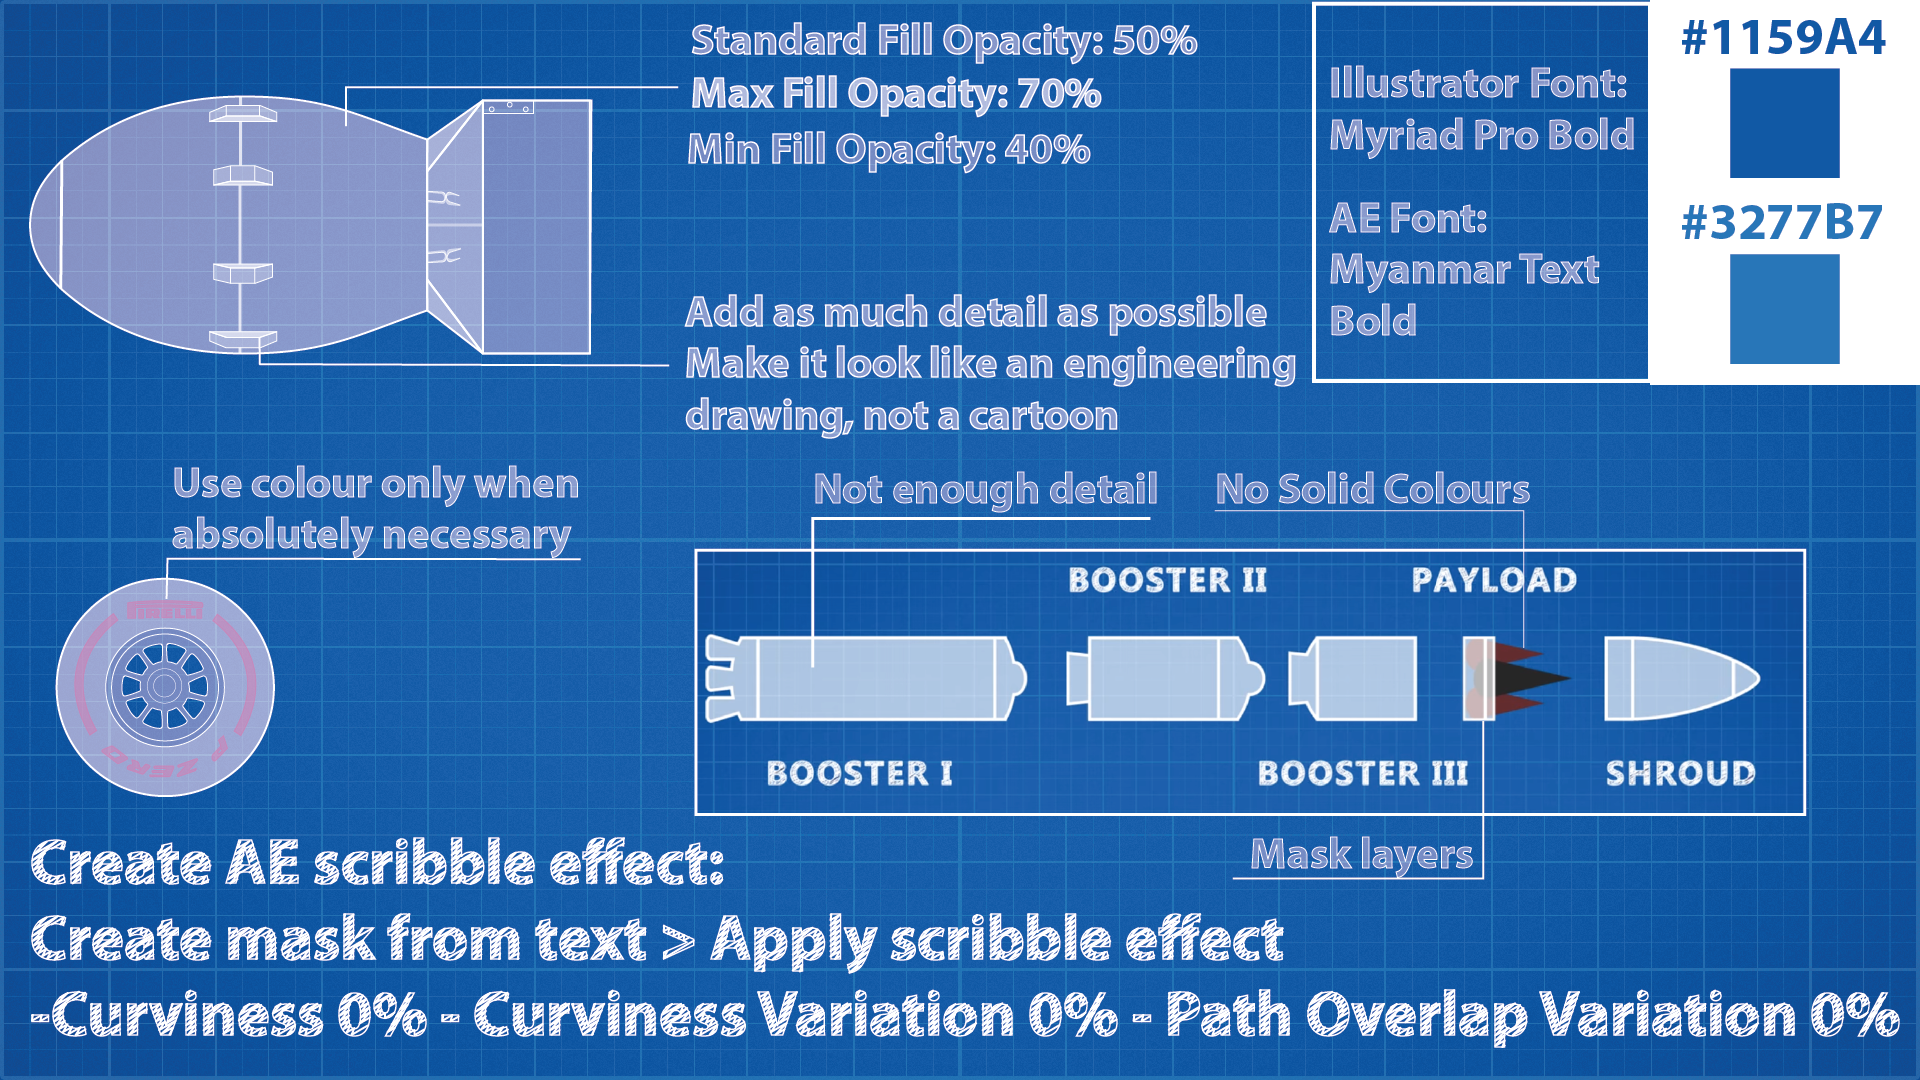 Standard Fill Opacity: 50%
Max Fill Opacity: 70%
Min Fill Opacity: 40%
Illustrator Font:
Myriad Pro Bold
AE Font:
Myanmar Text
Bold
#1159A4
#3277B7
Add as much detail as possible
Make it look like an engineering
drawing, not a cartoon
Use colour only when
absolutely necessary
PIRELLI
P ZERO
Not enough detail
No Solid Colours
BOOSTER II
PAYLOAD
BOOSTER I
BOOSTER III
SHROUD
Mask layers
Create AE scribble effect:
Create mask from text > Apply scribble effect
-Curviness 0% - Curviness Variation 0% - Path Overlap Variation 0%